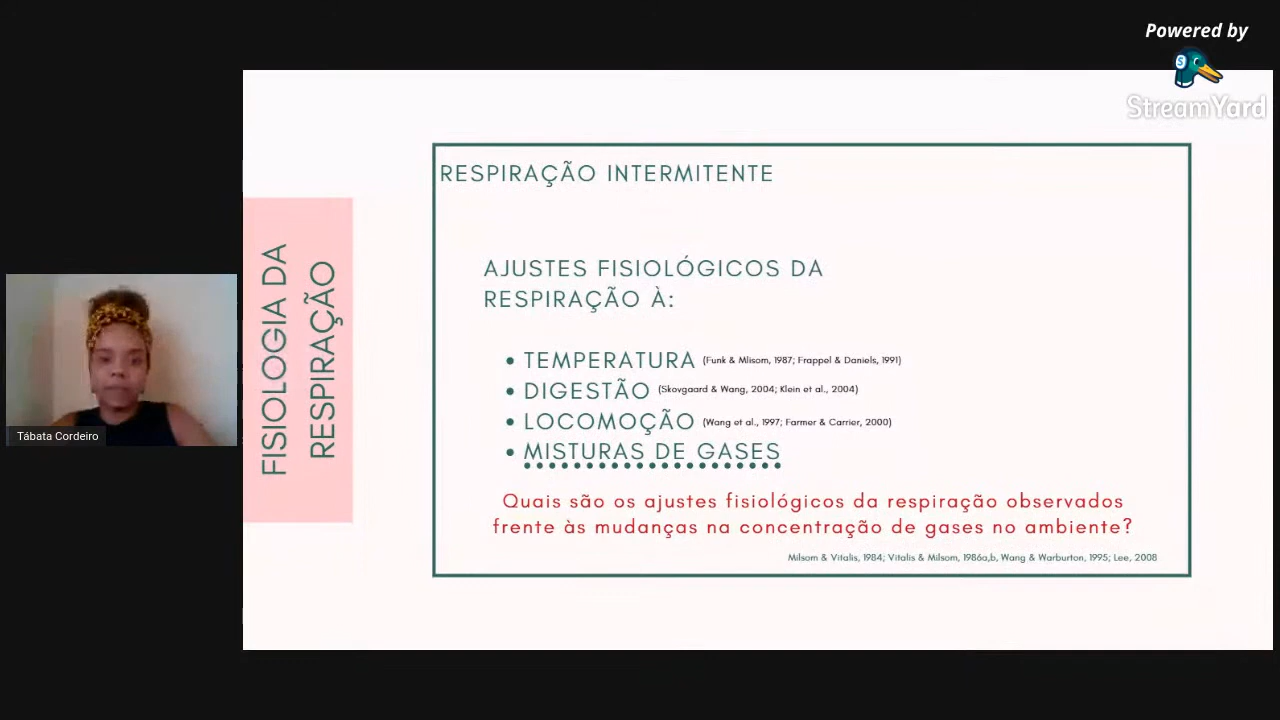 Powered by
StreamYard
RESPIRAÇÃO INTERMITENTE
FISIOLOGIA DA
RESPIRAÇÃO
AJUSTES FISIOLÓGICOS DA
RESPIRAÇÃO À:
• TEMPERATURA (Funk & Mlisom, 1987; Frappel & Daniels, 1991)
• DIGESTÃO (Skovgaard & Wang, 2004; Klein et al., 2004)
• LOCOMOÇÃO (Wang et al., 1997; Farmer & Carrier, 2000)
• MISTURAS DE GASES
Quais são os ajustes fisiológicos da respiração observados
frente às mudanças na concentração de gases no ambiente?
Milsom & Vitalis, 1984; Vitalis & Milsom, 1986a,b, Wang & Warburton, 1995; Lee, 2008
Tábata Cordeiro